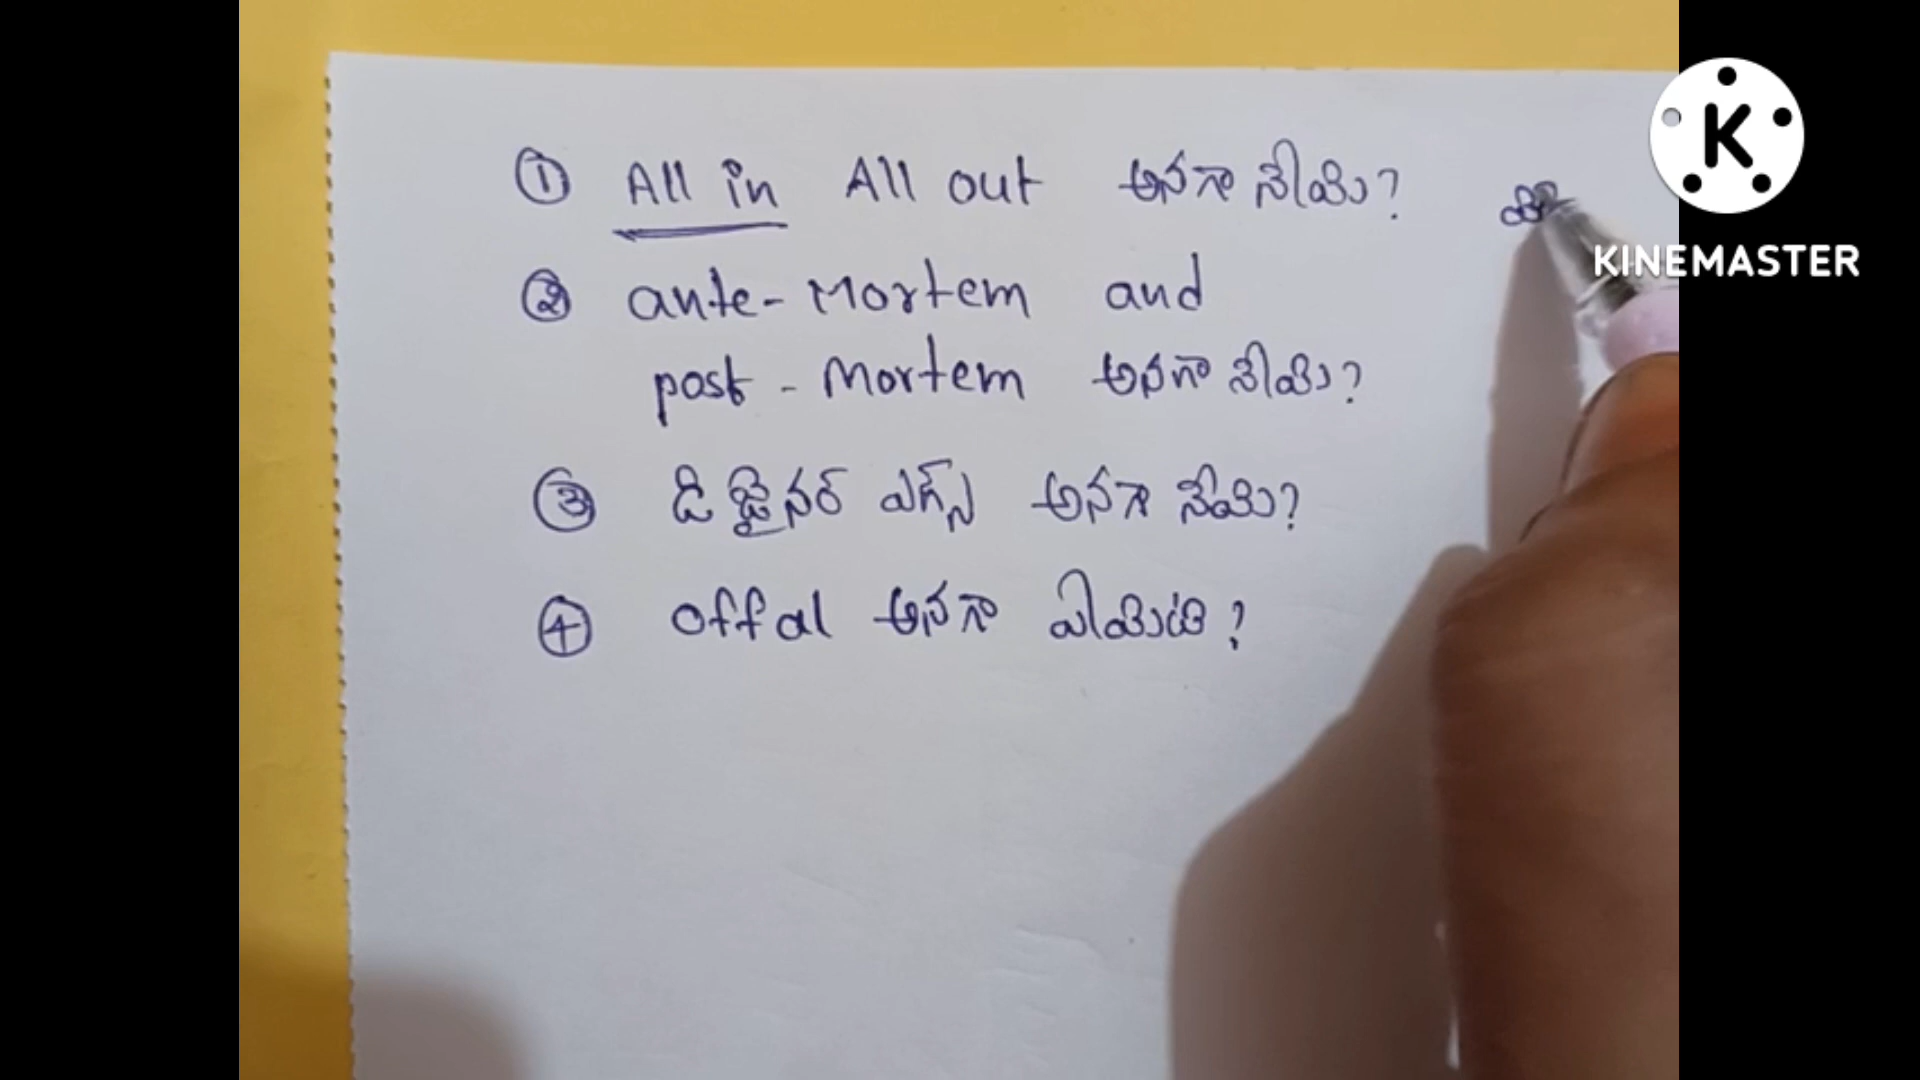 ① All in All out అనగానేమి?
② ante-Mortem and
post - Mortem అనగానేమి?
③ డిజైనర్ ఎగ్స్ అనగా నేమి?
④ offal అనగా ఏమిటి?
K
KINEMASTER